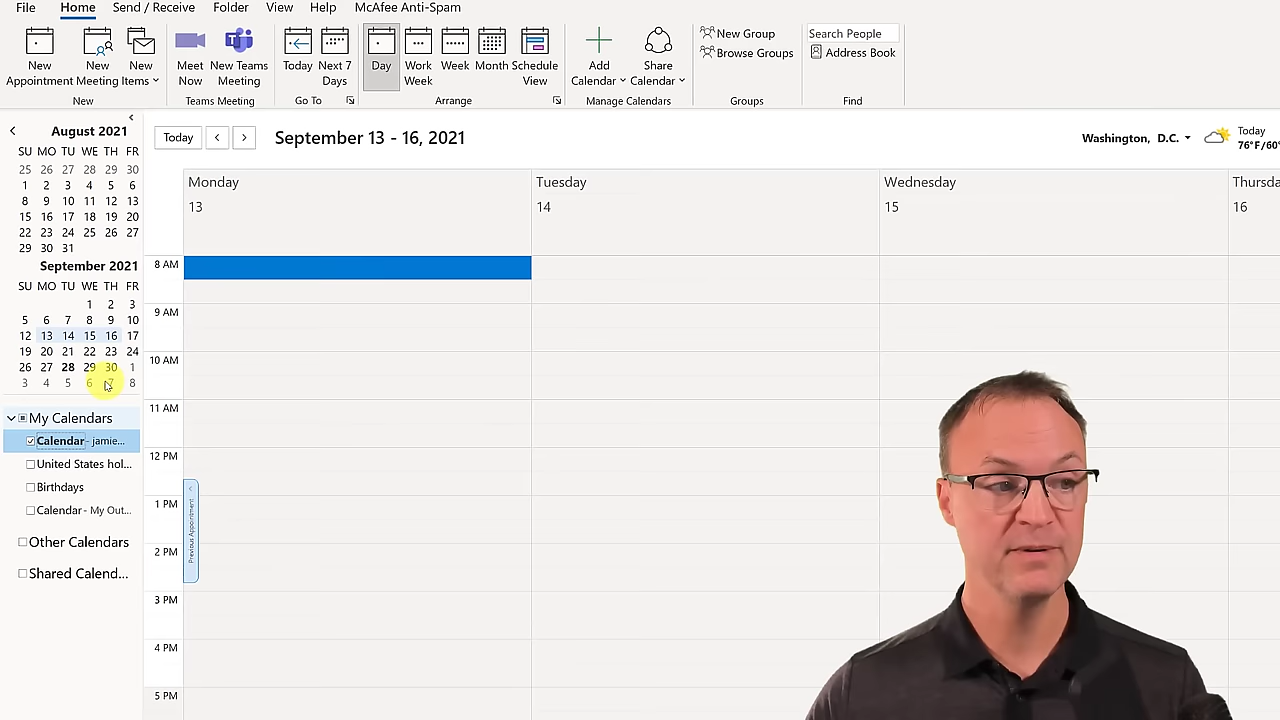 File Home Send / Receive Folder View Help McAfee Anti-Spam
New Appointment New Meeting New Items Meet Now New Teams Meeting Today Next 7 Days Day Work Week Week Month Schedule View Add Calendar Share Calendar New Group Browse Groups Search People Address Book
New Teams Meeting Go To Arrange Manage Calendars Groups Find
August 2021
SU MO TU WE TH FR
25 26 27 28 29 30
1 2 3 4 5 6
8 9 10 11 12 13
15 16 17 18 19 20
22 23 24 25 26 27
29 30 31
September 2021
SU MO TU WE TH FR
1 2 3
5 6 7 8 9 10
12 13 14 15 16 17
19 20 21 22 23 24
26 27 28 29 30 1
3 4 5 6 7 8
My Calendars
Calendar - jamie...
United States hol...
Birthdays
Calendar - My Out...
Other Calendars
Shared Calend...
Today September 13 - 16, 2021 Washington, D.C. Today
76°F/60°
Monday Tuesday Wednesday Thursda
13 14 15 16
8 AM
9 AM
10 AM
11 AM
12 PM
1 PM
2 PM
3 PM
4 PM
5 PM
Previous Appointment